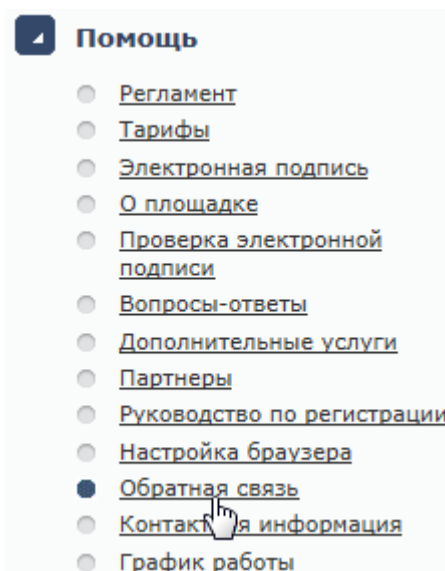 Помощь
Регламент
Тарифы
Электронная подпись
О площадке
Проверка электронной
подписи
Вопросы-ответы
Дополнительные услуги
Партнеры
Руководство по регистрации
Настройка браузера
Обратная связь
Контактная информация
График работы